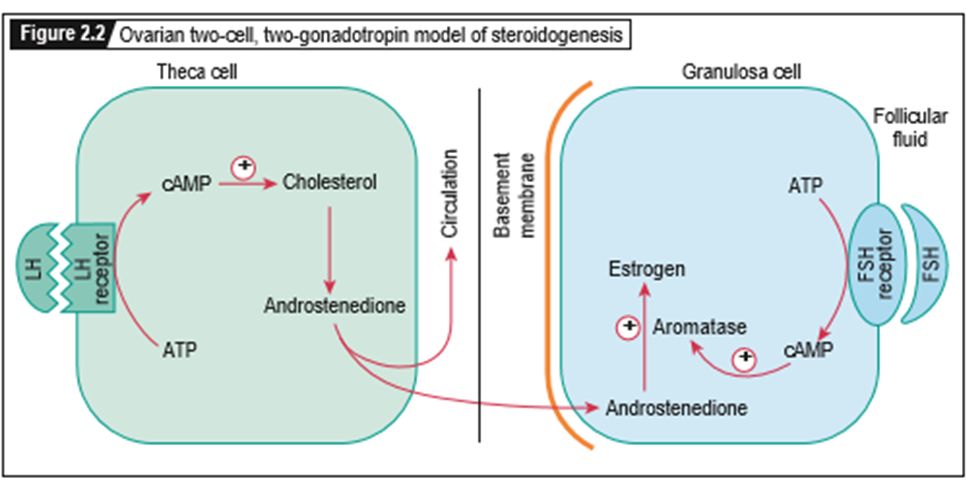 Figure 2.2 Ovarian two-cell, two-gonadotropin model of steroidogenesis
Theca cell
Granulosa cell
Follicular
fluid
cAMP
+
Cholesterol
LH
LH
receptor
Androstenedione
ATP
Circulation
Basement
membrane
ATP
FSH
receptor
FSH
Estrogen
+
Aromatase
+
cAMP
Androstenedione